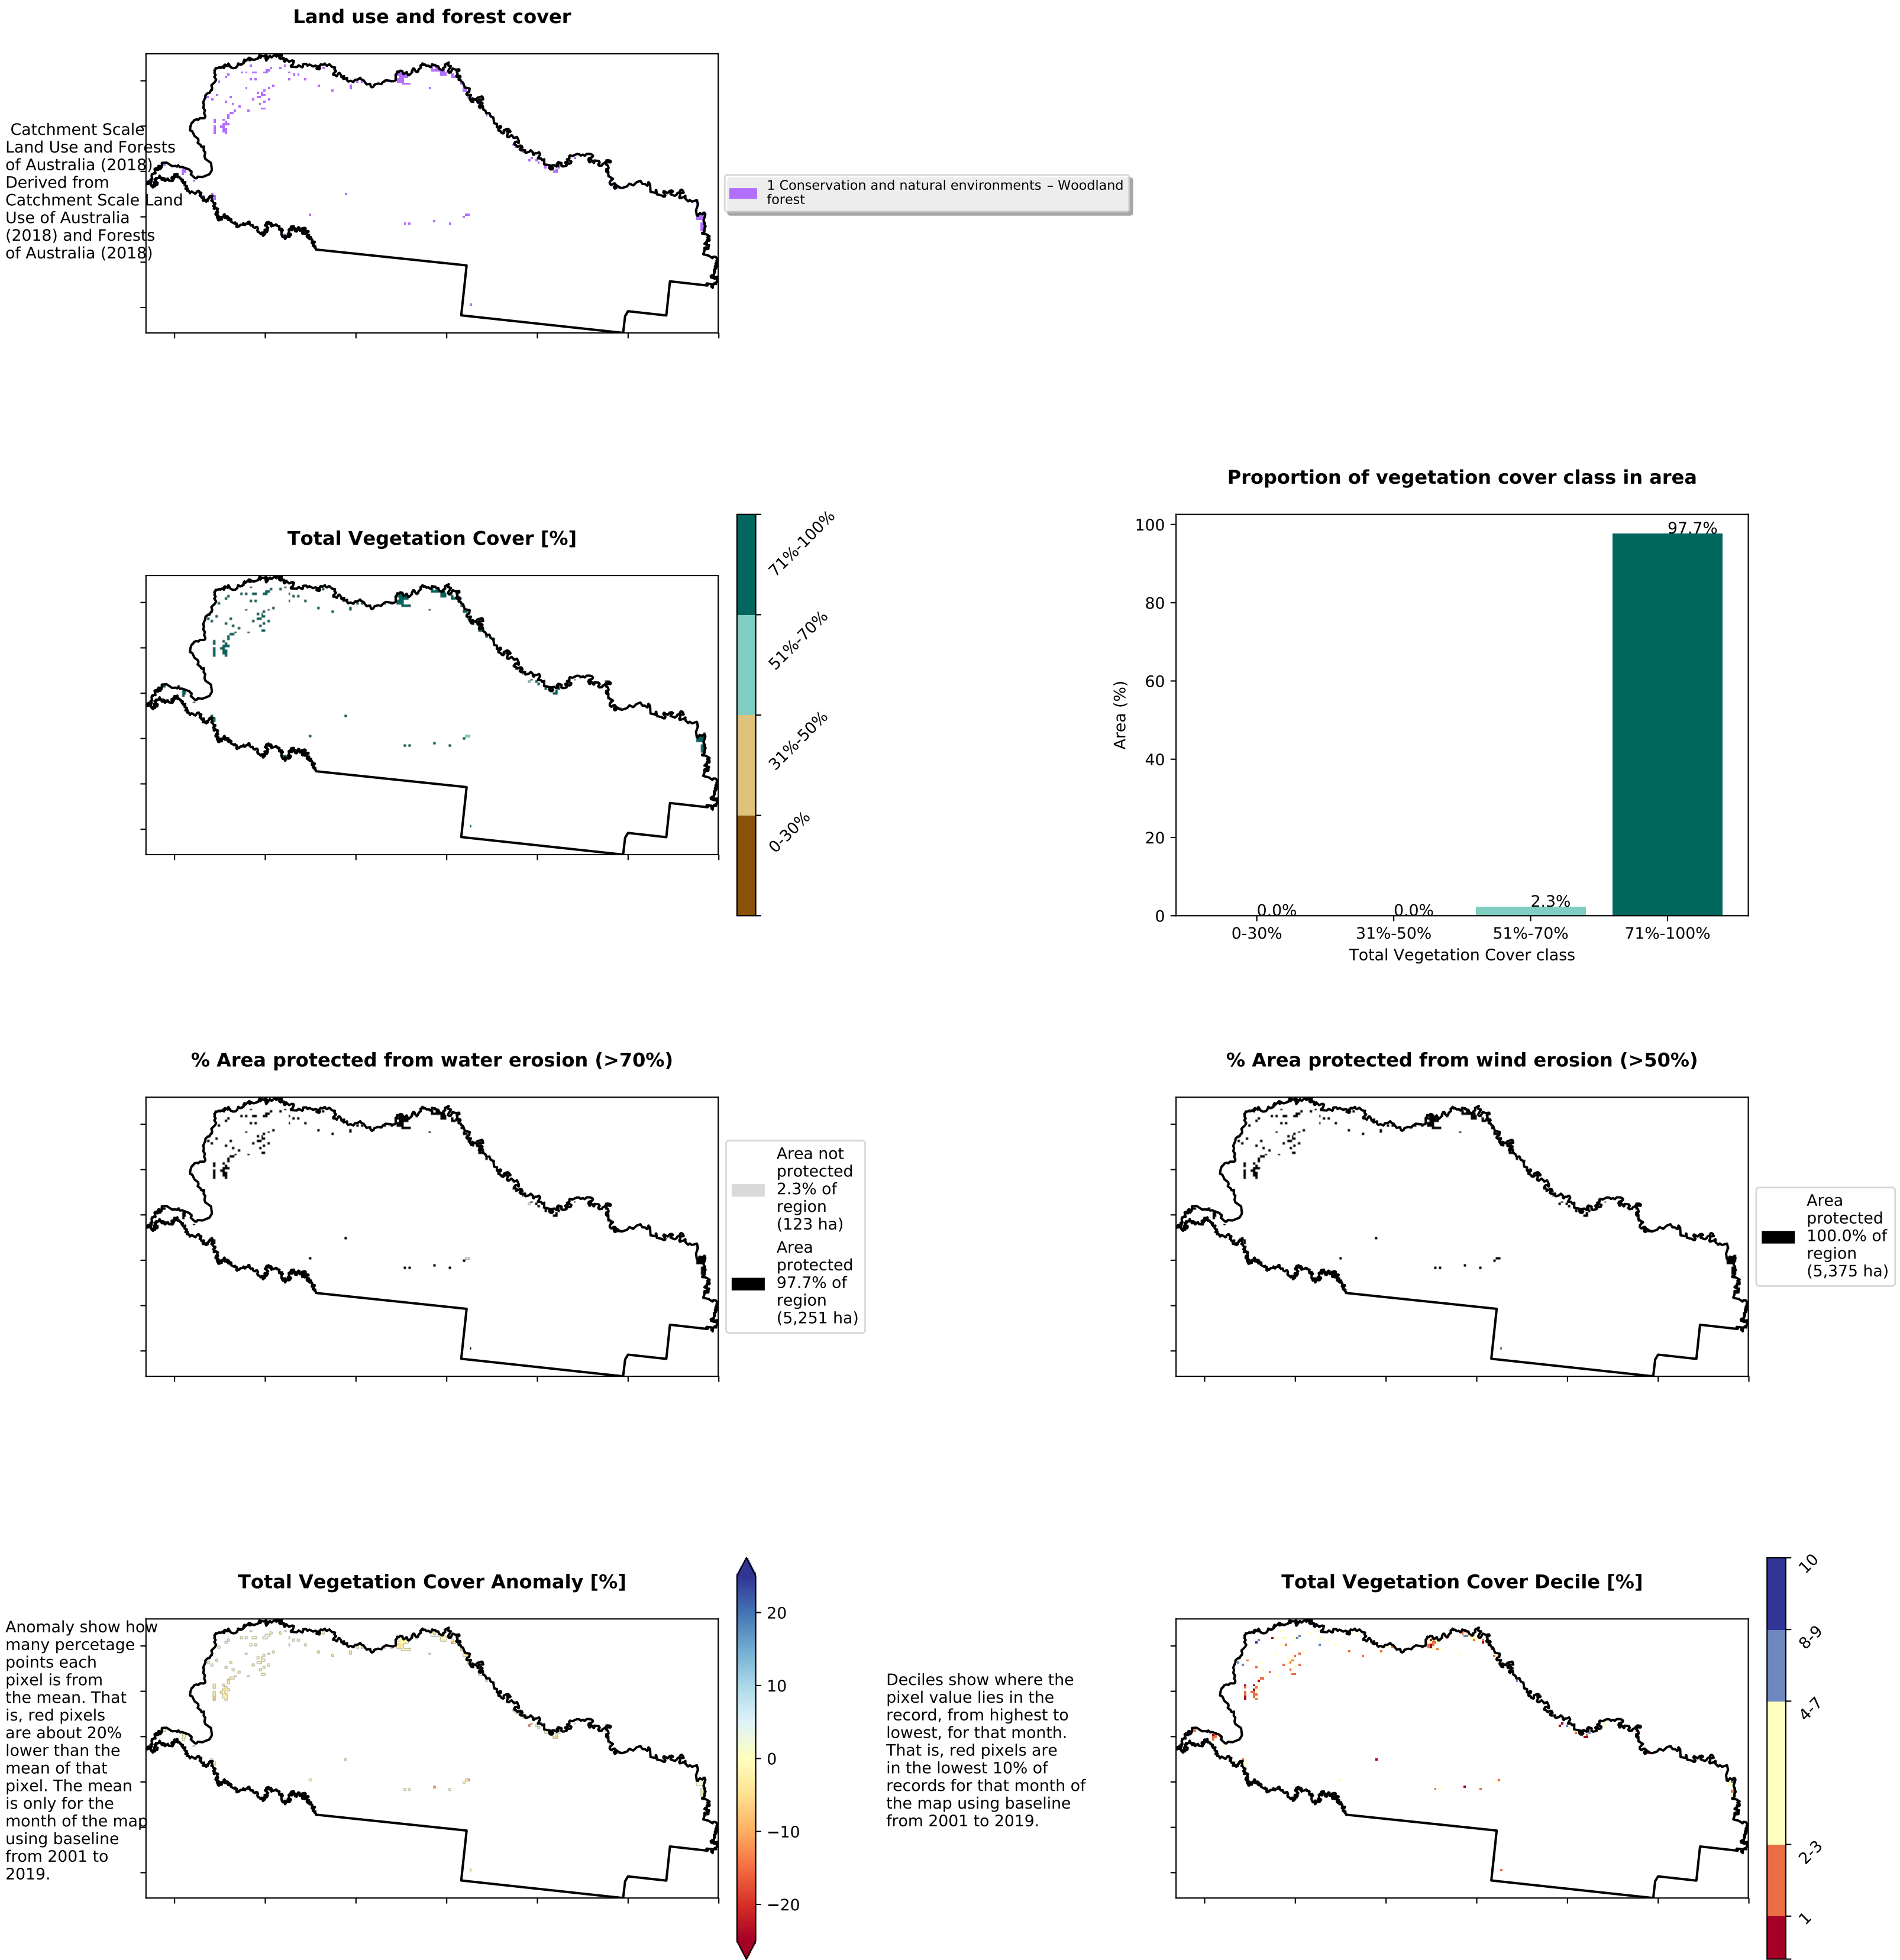 Land use and forest cover
Catchment Scale
Land Use and Forests
of Australia (2018)
Derived from
Catchment Scale Land
Use of Australia
(2018) and Forests
of Australia (2018)
1 Conservation and natural environments – Woodland
forest
Total Vegetation Cover [%]
71%-100%
51%-70%
31%-50%
0-30%
Proportion of vegetation cover class in area
100
80
60
40
20
0
Area (%)
0.0%
0.0%
2.3%
97.7%
0-30%
31%-50%
51%-70%
71%-100%
Total Vegetation Cover class
% Area protected from water erosion (>70%)
Area not
protected
2.3% of
region
(123 ha)
Area
protected
97.7% of
region
(5,251 ha)
% Area protected from wind erosion (>50%)
Area
protected
100.0% of
region
(5,375 ha)
Total Vegetation Cover Anomaly [%]
Anomaly show how
many percetage
points each
pixel is from
the mean. That
is, red pixels
are about 20%
lower than the
mean of that
pixel. The mean
is only for the
month of the map
using baseline
from 2001 to
2019.
20
10
0
−10
−20
Deciles show where the
pixel value lies in the
record, from highest to
lowest, for that month.
That is, red pixels are
in the lowest 10% of
records for that month of
the map using baseline
from 2001 to 2019.
Total Vegetation Cover Decile [%]
10
8-9
4-7
2-3
1